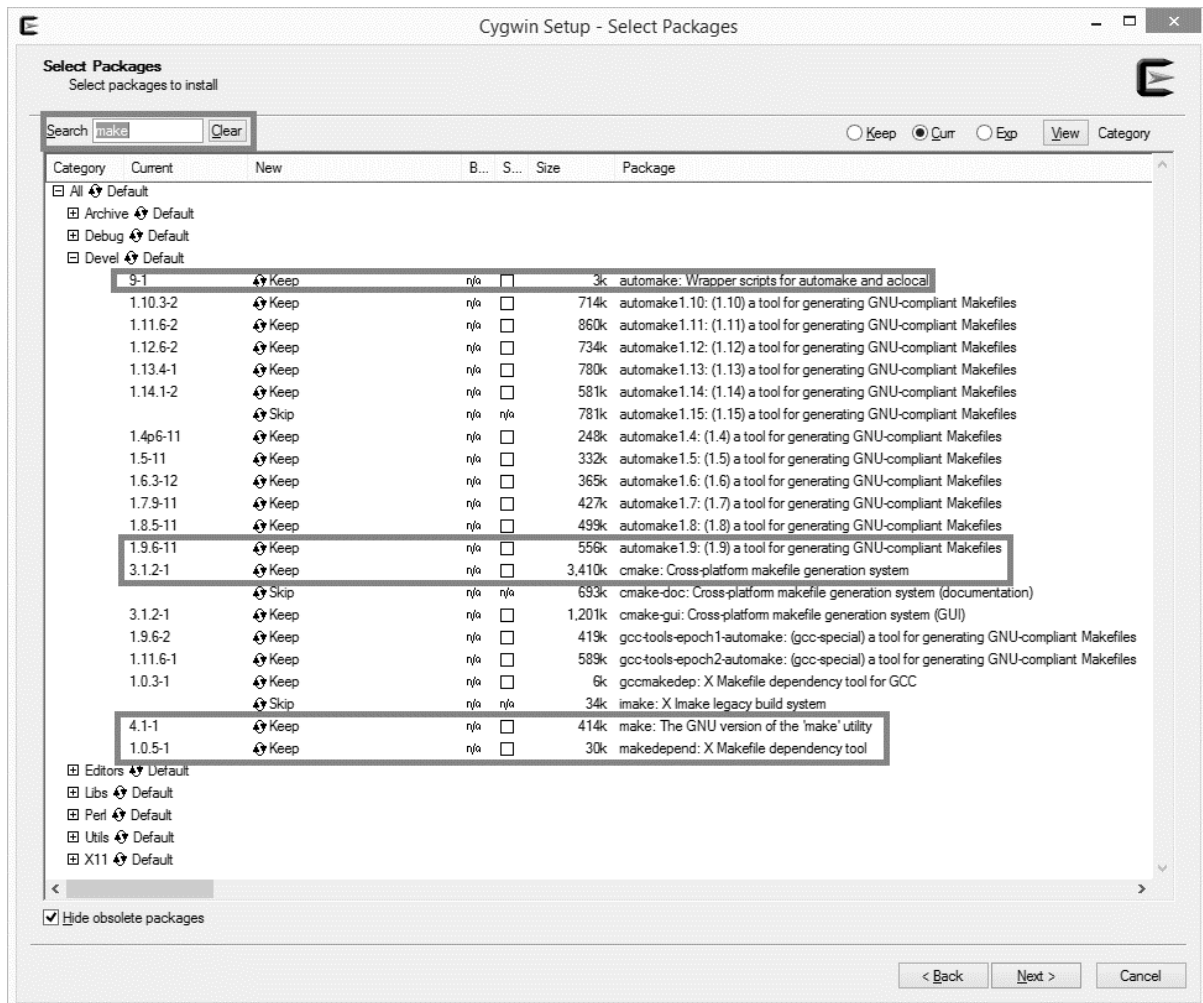 Cygwin Setup - Select Packages
Select Packages
Select packages to install
Search make Clear Keep Curr Exp View Category
Category Current New B... S... Size Package
All Default
Archive Default
Debug Default
Devel Default
9-1 Keep n/a 3k automake: Wrapper scripts for automake and aclocal
1.10.3-2 Keep n/a 714k automake1.10: (1.10) a tool for generating GNU-compliant Makefiles
1.11.6-2 Keep n/a 860k automake1.11: (1.11) a tool for generating GNU-compliant Makefiles
1.12.6-2 Keep n/a 734k automake1.12: (1.12) a tool for generating GNU-compliant Makefiles
1.13.4-1 Keep n/a 780k automake1.13: (1.13) a tool for generating GNU-compliant Makefiles
1.14.1-2 Keep n/a 581k automake1.14: (1.14) a tool for generating GNU-compliant Makefiles
Skip n/a n/a 781k automake1.15: (1.15) a tool for generating GNU-compliant Makefiles
1.4p6-11 Keep n/a 248k automake1.4: (1.4) a tool for generating GNU-compliant Makefiles
1.5-11 Keep n/a 332k automake1.5: (1.5) a tool for generating GNU-compliant Makefiles
1.6.3-12 Keep n/a 365k automake1.6: (1.6) a tool for generating GNU-compliant Makefiles
1.7.9-11 Keep n/a 427k automake1.7: (1.7) a tool for generating GNU-compliant Makefiles
1.8.5-11 Keep n/a 499k automake1.8: (1.8) a tool for generating GNU-compliant Makefiles
1.9.6-11 Keep n/a 556k automake1.9: (1.9) a tool for generating GNU-compliant Makefiles
3.1.2-1 Keep n/a 3,410k cmake: Cross-platform makefile generation system
Skip n/a n/a 693k cmake-doc: Cross-platform makefile generation system (documentation)
3.1.2-1 Keep n/a 1,201k cmake-gui: Cross-platform makefile generation system (GUI)
1.9.6-2 Keep n/a 419k gcc-tools-epoch1-automake: (gcc-special) a tool for generating GNU-compliant Makefiles
1.11.6-1 Keep n/a 589k gcc-tools-epoch2-automake: (gcc-special) a tool for generating GNU-compliant Makefiles
1.0.3-1 Keep n/a 6k gccmakedep: X Makefile dependency tool for GCC
Skip n/a n/a 34k imake: X Imake legacy build system
4.1-1 Keep n/a 414k make: The GNU version of the 'make' utility
1.0.5-1 Keep n/a 30k makedepend: X Makefile dependency tool
Editors Default
Libs Default
Perl Default
Utils Default
X11 Default
Hide obsolete packages
< Back Next > Cancel